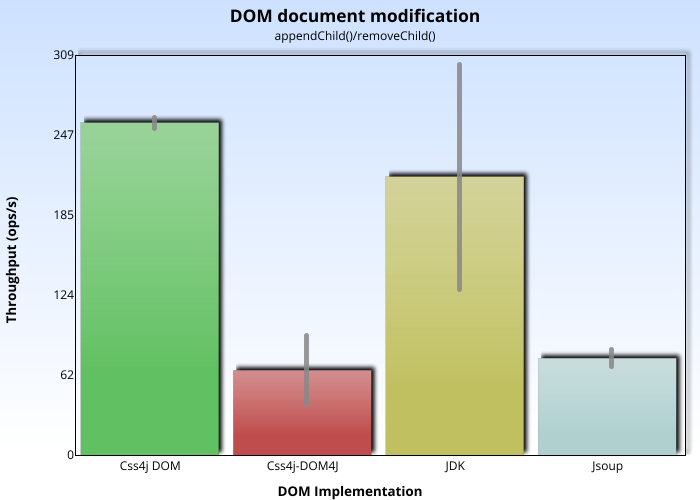 DOM document modification
appendChild()/removeChild()
309
247
185
124
62
0
Throughput (ops/s)
Css4j DOM
Css4j-DOM4J
JDK
Jsoup
DOM Implementation